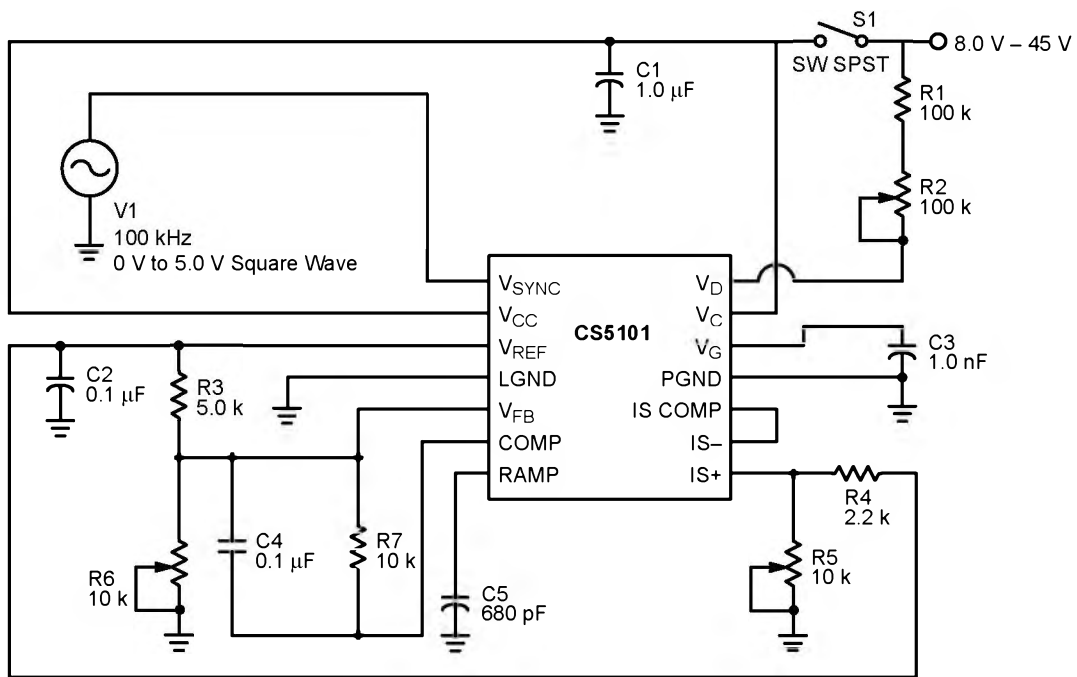 S1
8.0 V – 45 V
SW SPST
C1
1.0 μF
R1
100 k
R2
100 k
V1
100 kHz
0 V to 5.0 V Square Wave
VSYNC
VCC
VREF
LGND
VFB
COMP
RAMP
CS5101
VD
VC
VG
PGND
IS COMP
IS–
IS+
C3
1.0 nF
C2
0.1 μF
R3
5.0 k
R4
2.2 k
C4
0.1 μF
R7
10 k
R5
10 k
R6
10 k
C5
680 pF